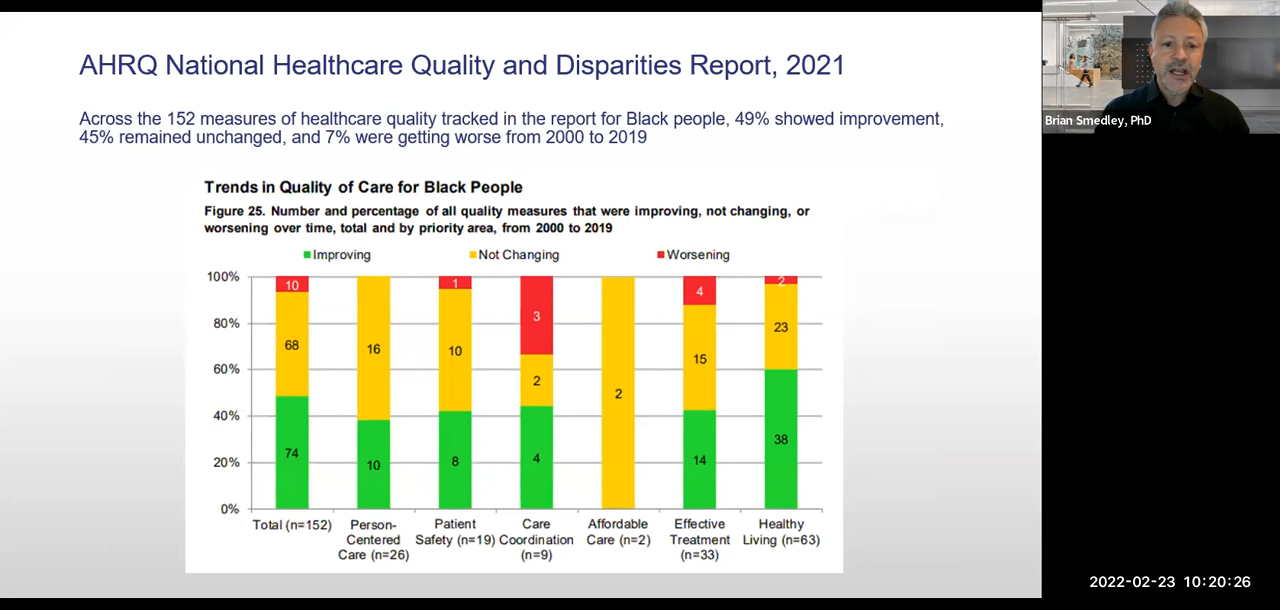 AHRQ National Healthcare Quality and Disparities Report, 2021
Across the 152 measures of healthcare quality tracked in the report for Black people, 49% showed improvement,
45% remained unchanged, and 7% were getting worse from 2000 to 2019
Trends in Quality of Care for Black People
Figure 25. Number and percentage of all quality measures that were improving, not changing, or
worsening over time, total and by priority area, from 2000 to 2019
Improving Not Changing Worsening
100%
80%
60%
40%
20%
0%
10
68
74
16
10
1
10
8
3
2
4
2
4
15
14
2
23
38
Total (n=152)
Person-
Centered
Care (n=26)
Patient
Safety (n=19)
Care
Coordination
(n=9)
Affordable
Care (n=2)
Effective
Treatment
(n=33)
Healthy
Living (n=63)
Brian Smedley, PhD
2022-02-23 10:20:26